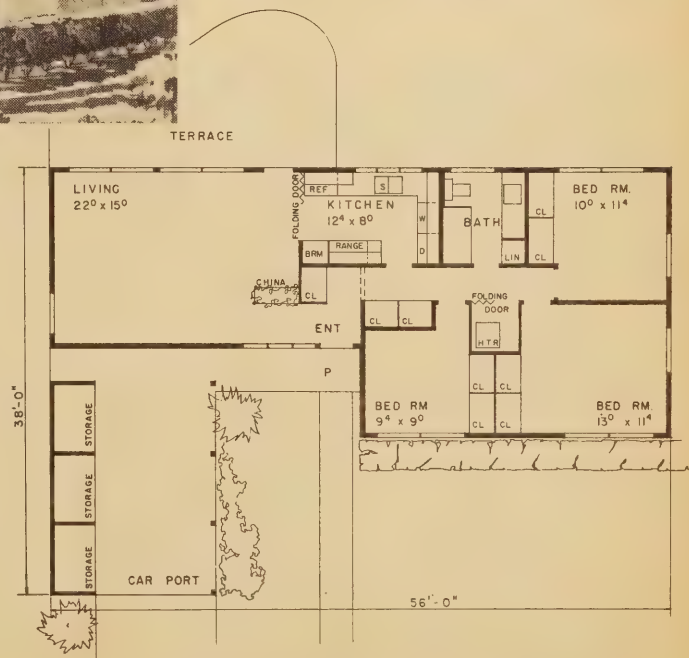 TERRACE
LIVING
22⁰ x 15⁰
FOLDING DOOR
REF
S
KITCHEN
12⁴ x 8⁰
W
D
BRM
RANGE
BATH
LIN
CL
CL
BED RM.
10⁰ x 11⁴
CHINA
CL
ENT
CL
CL
FOLDING
DOOR
HTR
P
BED RM
9⁴ x 9⁰
CL
CL
CL
CL
BED RM.
13⁰ x 11⁴
38'-0"
STORAGE
STORAGE
STORAGE
CAR PORT
56'-0"